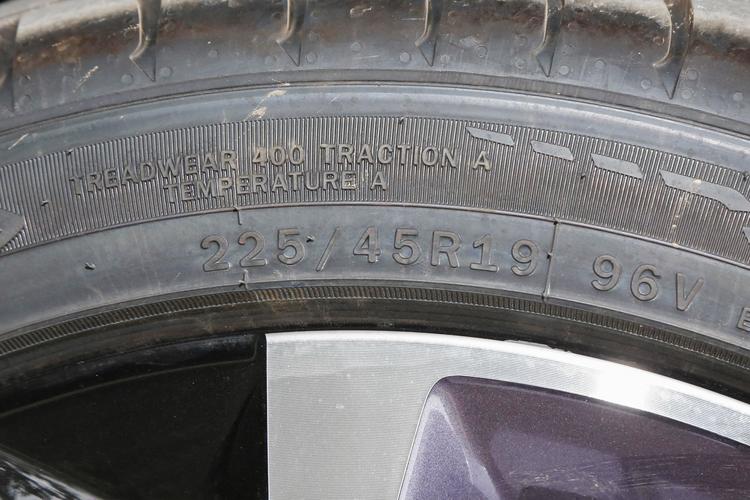 TREADWEAR 400 TRACTION A
TEMPERATURE A
225/45R19 96V